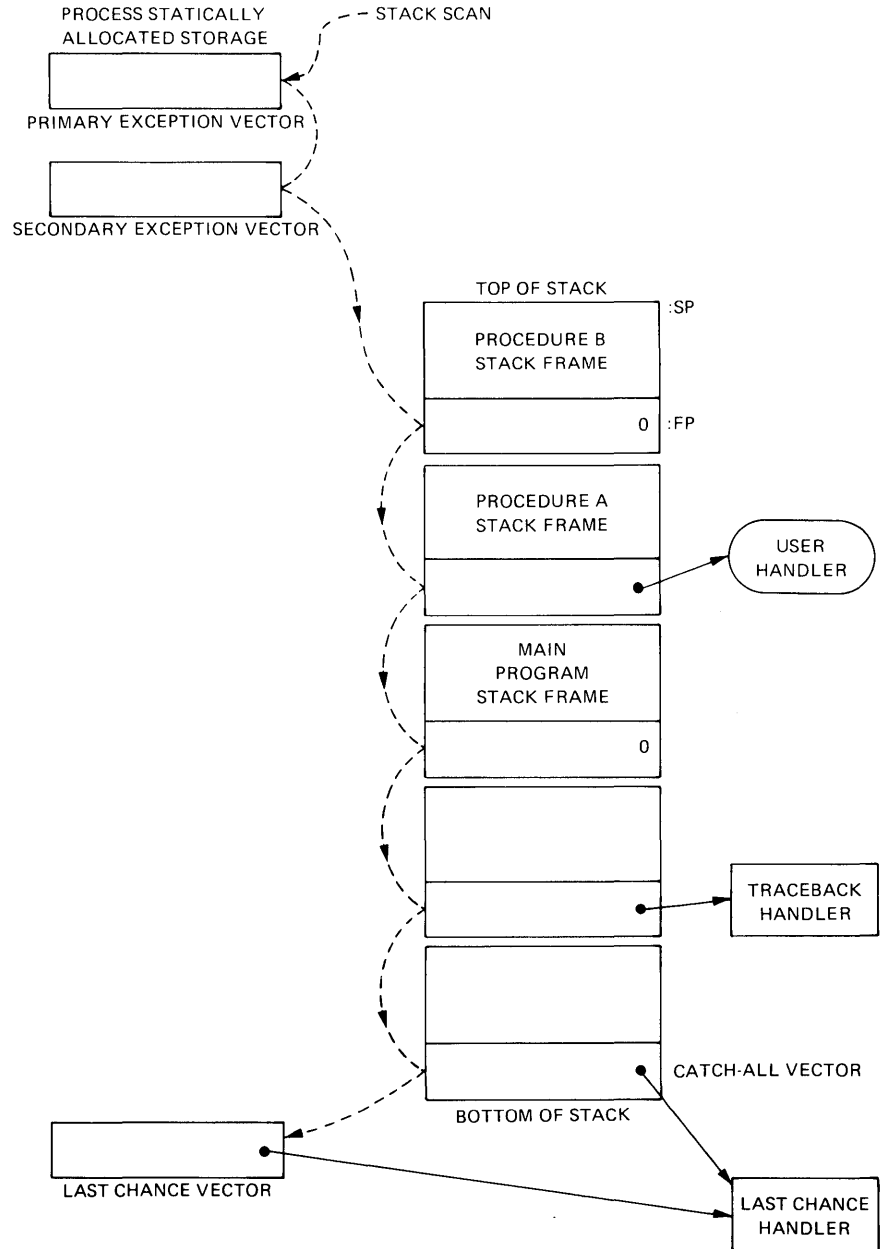 PROCESS STATICALLY
ALLOCATED STORAGE
STACK SCAN
PRIMARY EXCEPTION VECTOR
SECONDARY EXCEPTION VECTOR
TOP OF STACK
:SP
PROCEDURE B
STACK FRAME
0
:FP
PROCEDURE A
STACK FRAME
USER
HANDLER
MAIN
PROGRAM
STACK FRAME
0
TRACEBACK
HANDLER
CATCH-ALL VECTOR
BOTTOM OF STACK
LAST CHANCE VECTOR
LAST CHANCE
HANDLER